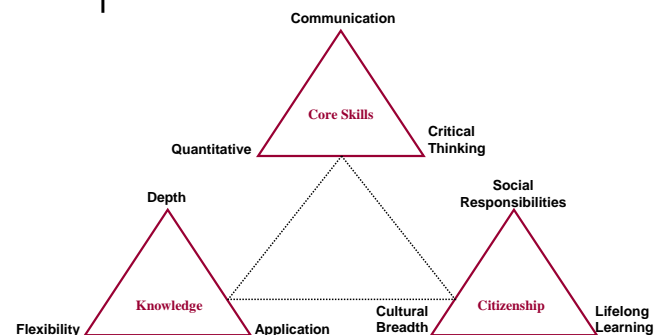 Communication
Core Skills
Quantitative
Critical
Thinking
Depth
Knowledge
Flexibility
Application
Social
Responsibilities
Citizenship
Cultural
Breadth
Lifelong
Learning